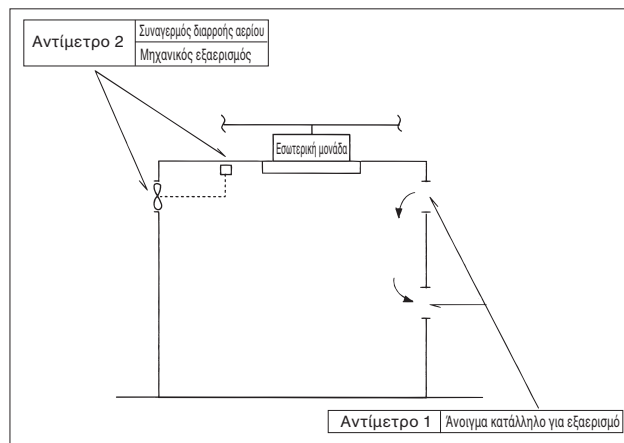 Αντίμετρο 2
Συναγερμός διαρροής αερίου
Μηχανικός εξαερισμός
Εσωτερική μονάδα
Αντίμετρο 1
Άνοιγμα κατάλληλο για εξαερισμό